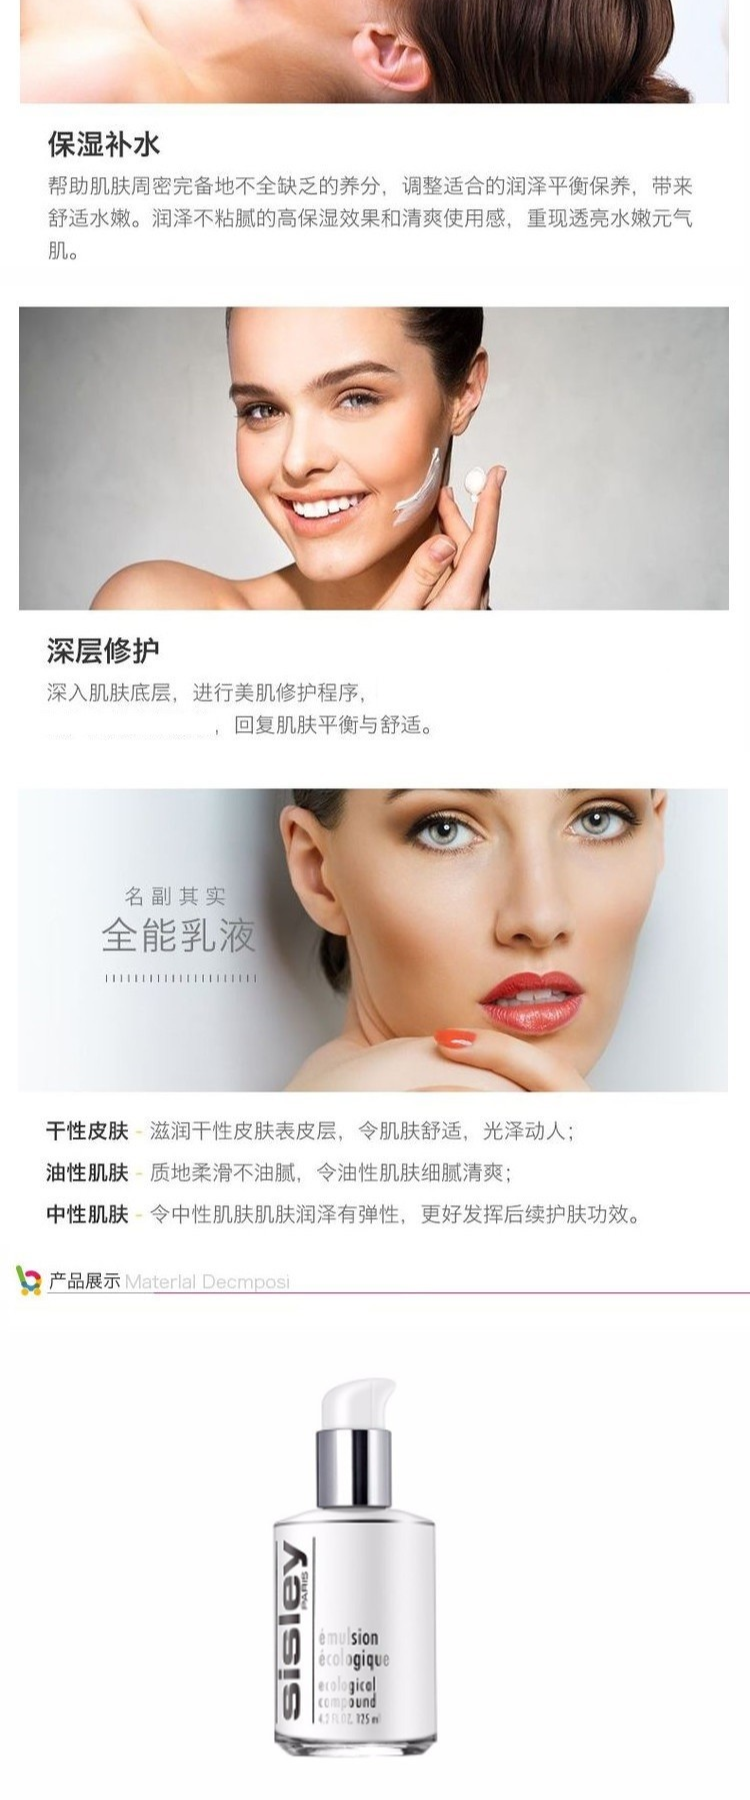 保湿补水
帮助肌肤周密完备地不全缺乏的养分，调整适合的润泽平衡保养，带来
舒适水嫩。润泽不粘腻的高保湿效果和清爽使用感，重现透亮水嫩元气
肌。
深层修护
深入肌肤底层，进行美肌修护程序，
，回复肌肤平衡与舒适。
名副其实
全能乳液
干性皮肤 - 滋润干性皮肤表皮层，令肌肤舒适，光泽动人；
油性肌肤 - 质地柔滑不油腻，令油性肌肤细腻清爽；
中性肌肤 - 令中性肌肤肌肤润泽有弹性，更好发挥后续护肤功效。
产品展示 Materlal Decmposi
sisley
PARIS
émulsion
écologique
ecological
compound
4.2 FL.OZ. 125 ml